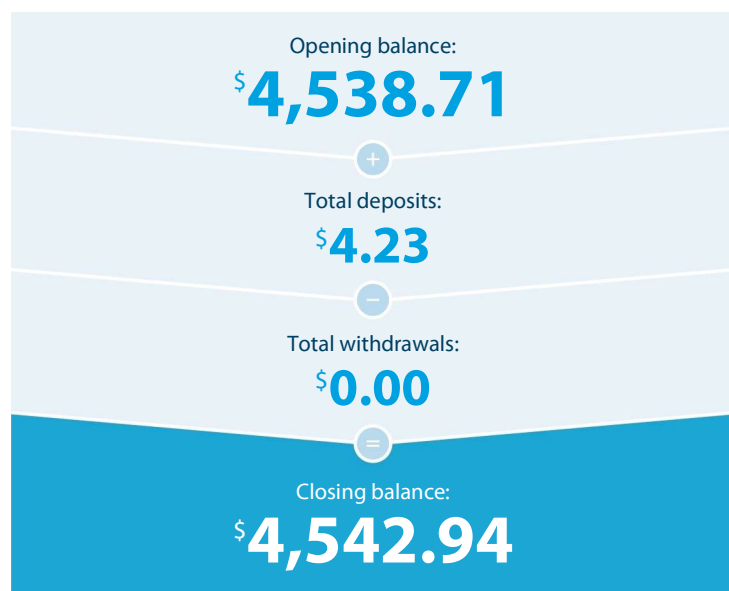 Opening balance:
$4,538.71
+
Total deposits:
$4.23
−
Total withdrawals:
$0.00
=
Closing balance:
$4,542.94